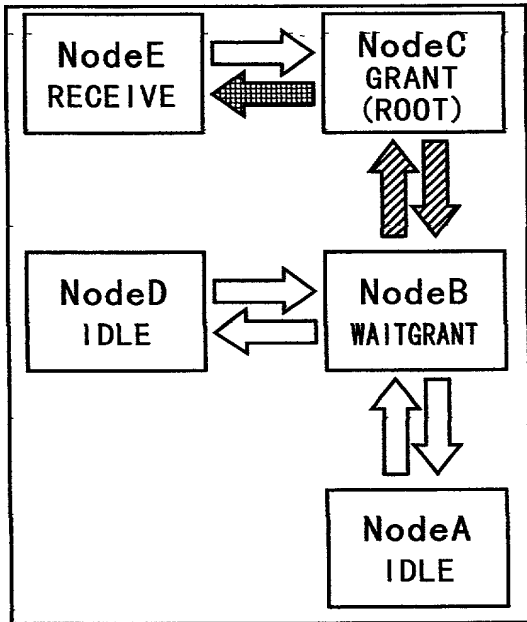 NodeE
RECEIVE
NodeC
GRANT
(ROOT)
NodeD
IDLE
NodeB
WAITGRANT
NodeA
IDLE